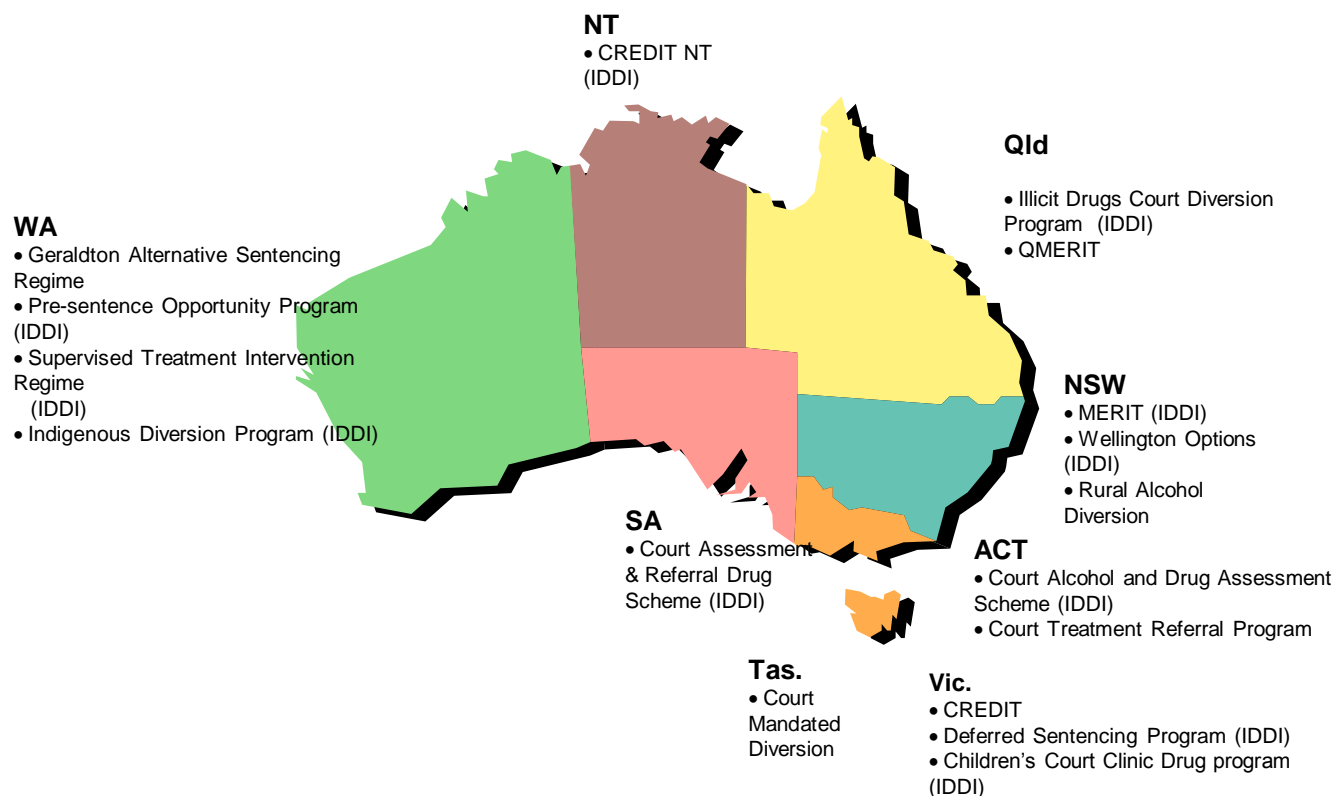 NT
• CREDIT NT
(IDDI)
Qld
• Illicit Drugs Court Diversion
Program (IDDI)
• QMERIT
WA
• Geraldton Alternative Sentencing
Regime
• Pre-sentence Opportunity Program
(IDDI)
• Supervised Treatment Intervention
Regime
(IDDI)
• Indigenous Diversion Program (IDDI)
NSW
• MERIT (IDDI)
• Wellington Options
(IDDI)
• Rural Alcohol
Diversion
SA
• Court Assessment
& Referral Drug
Scheme (IDDI)
ACT
• Court Alcohol and Drug Assessment
Scheme (IDDI)
• Court Treatment Referral Program
Tas.
• Court
Mandated
Diversion
Vic.
• CREDIT
• Deferred Sentencing Program (IDDI)
• Children's Court Clinic Drug program
(IDDI)